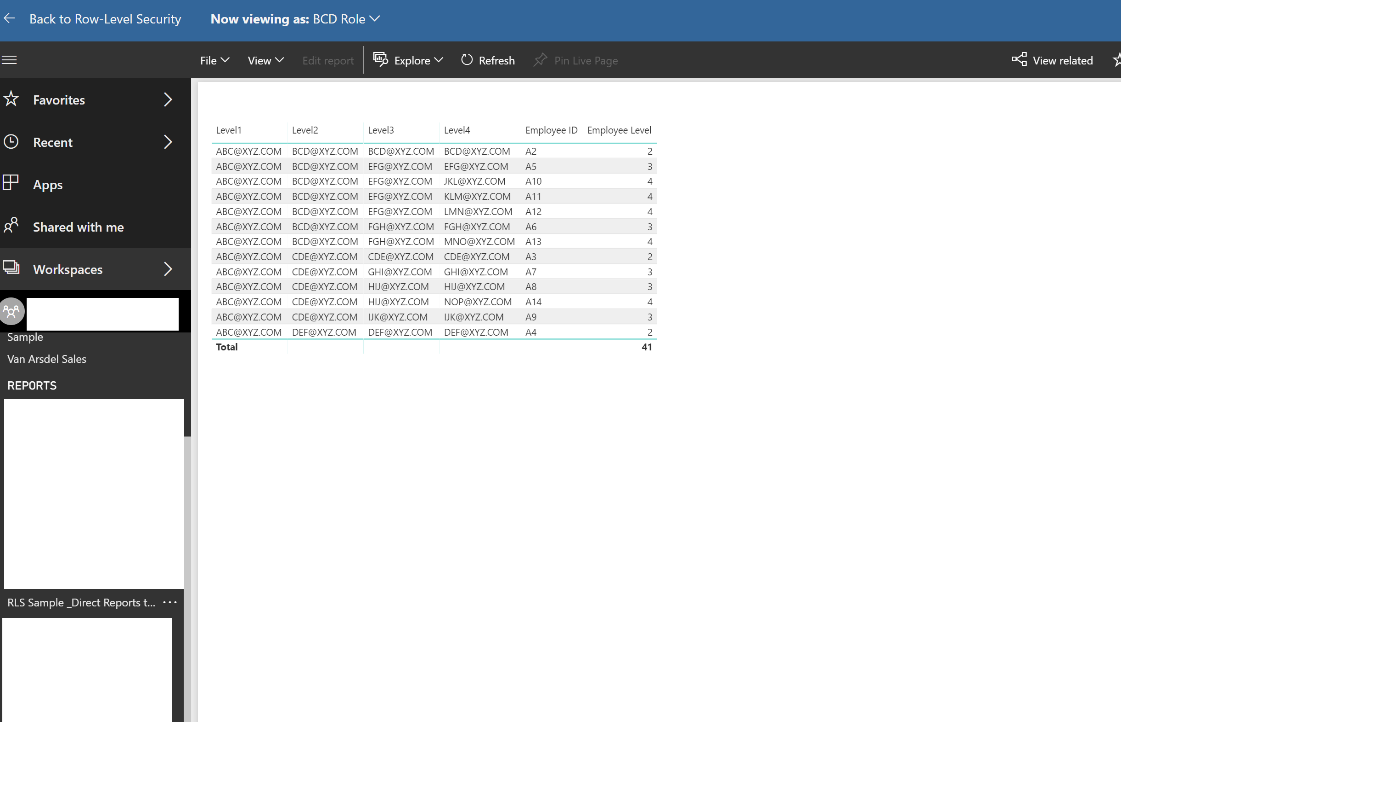 Back to Row-Level Security Now viewing as: BCD Role
File View Edit report Explore Refresh Pin Live Page View related
Favorites
Recent
Apps
Shared with me
Workspaces
Sample
Van Arsdel Sales
REPORTS
RLS Sample _Direct Reports t... ...
Level1 Level2 Level3 Level4 Employee ID Employee Level
ABC@XYZ.COM BCD@XYZ.COM BCD@XYZ.COM BCD@XYZ.COM A2 2
ABC@XYZ.COM BCD@XYZ.COM EFG@XYZ.COM EFG@XYZ.COM A5 3
ABC@XYZ.COM BCD@XYZ.COM EFG@XYZ.COM JKL@XYZ.COM A10 4
ABC@XYZ.COM BCD@XYZ.COM EFG@XYZ.COM KLM@XYZ.COM A11 4
ABC@XYZ.COM BCD@XYZ.COM EFG@XYZ.COM LMN@XYZ.COM A12 4
ABC@XYZ.COM BCD@XYZ.COM FGH@XYZ.COM FGH@XYZ.COM A6 3
ABC@XYZ.COM BCD@XYZ.COM FGH@XYZ.COM MNO@XYZ.COM A13 4
ABC@XYZ.COM CDE@XYZ.COM CDE@XYZ.COM CDE@XYZ.COM A3 2
ABC@XYZ.COM CDE@XYZ.COM GHI@XYZ.COM GHI@XYZ.COM A7 3
ABC@XYZ.COM CDE@XYZ.COM HIJ@XYZ.COM HIJ@XYZ.COM A8 3
ABC@XYZ.COM CDE@XYZ.COM HIJ@XYZ.COM NOP@XYZ.COM A14 4
ABC@XYZ.COM CDE@XYZ.COM IJK@XYZ.COM IJK@XYZ.COM A9 3
ABC@XYZ.COM DEF@XYZ.COM DEF@XYZ.COM DEF@XYZ.COM A4 2
Total 41